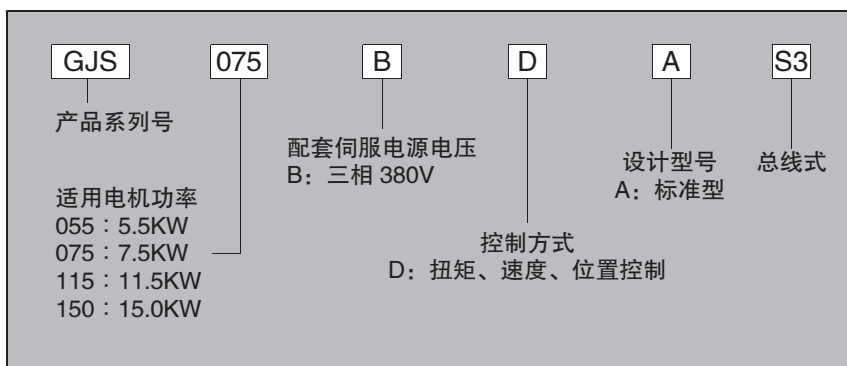 GJS 075 B D A S3
产品系列号
配套伺服电源电压
B：三相 380V
设计型号
A：标准型
总线式
适用电机功率
055：5.5KW
075：7.5KW
115：11.5KW
150：15.0KW
控制方式
D：扭矩、速度、位置控制